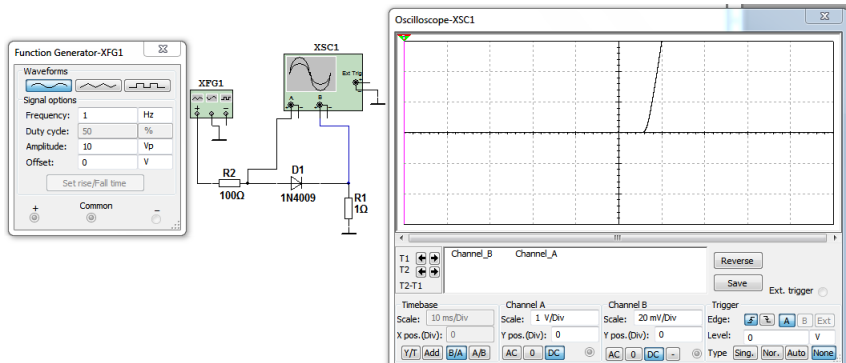 Function Generator-XFG1
Waveforms
Signal options
Frequency: 1 Hz
Duty cycle: 50 %
Amplitude: 10 Vp
Offset: 0 V
Set rise/Fall time
+ Common −
XFG1
XSC1
Ext Trig
A B
R2
100Ω
D1
1N4009
R1
1Ω
Oscilloscope-XSC1
T1
T2
T2-T1
Channel_B Channel_A
Reverse
Save
Ext. trigger
Timebase
Scale: 10 ms/Div
X pos.(Div): 0
Y/T Add B/A A/B
Channel A
Scale: 1 V/Div
Y pos.(Div): 0
AC 0 DC
Channel B
Scale: 20 mV/Div
Y pos.(Div): 0
AC 0 DC -
Trigger
Edge: A B Ext
Level: 0 V
Type Sing. Nor. Auto None